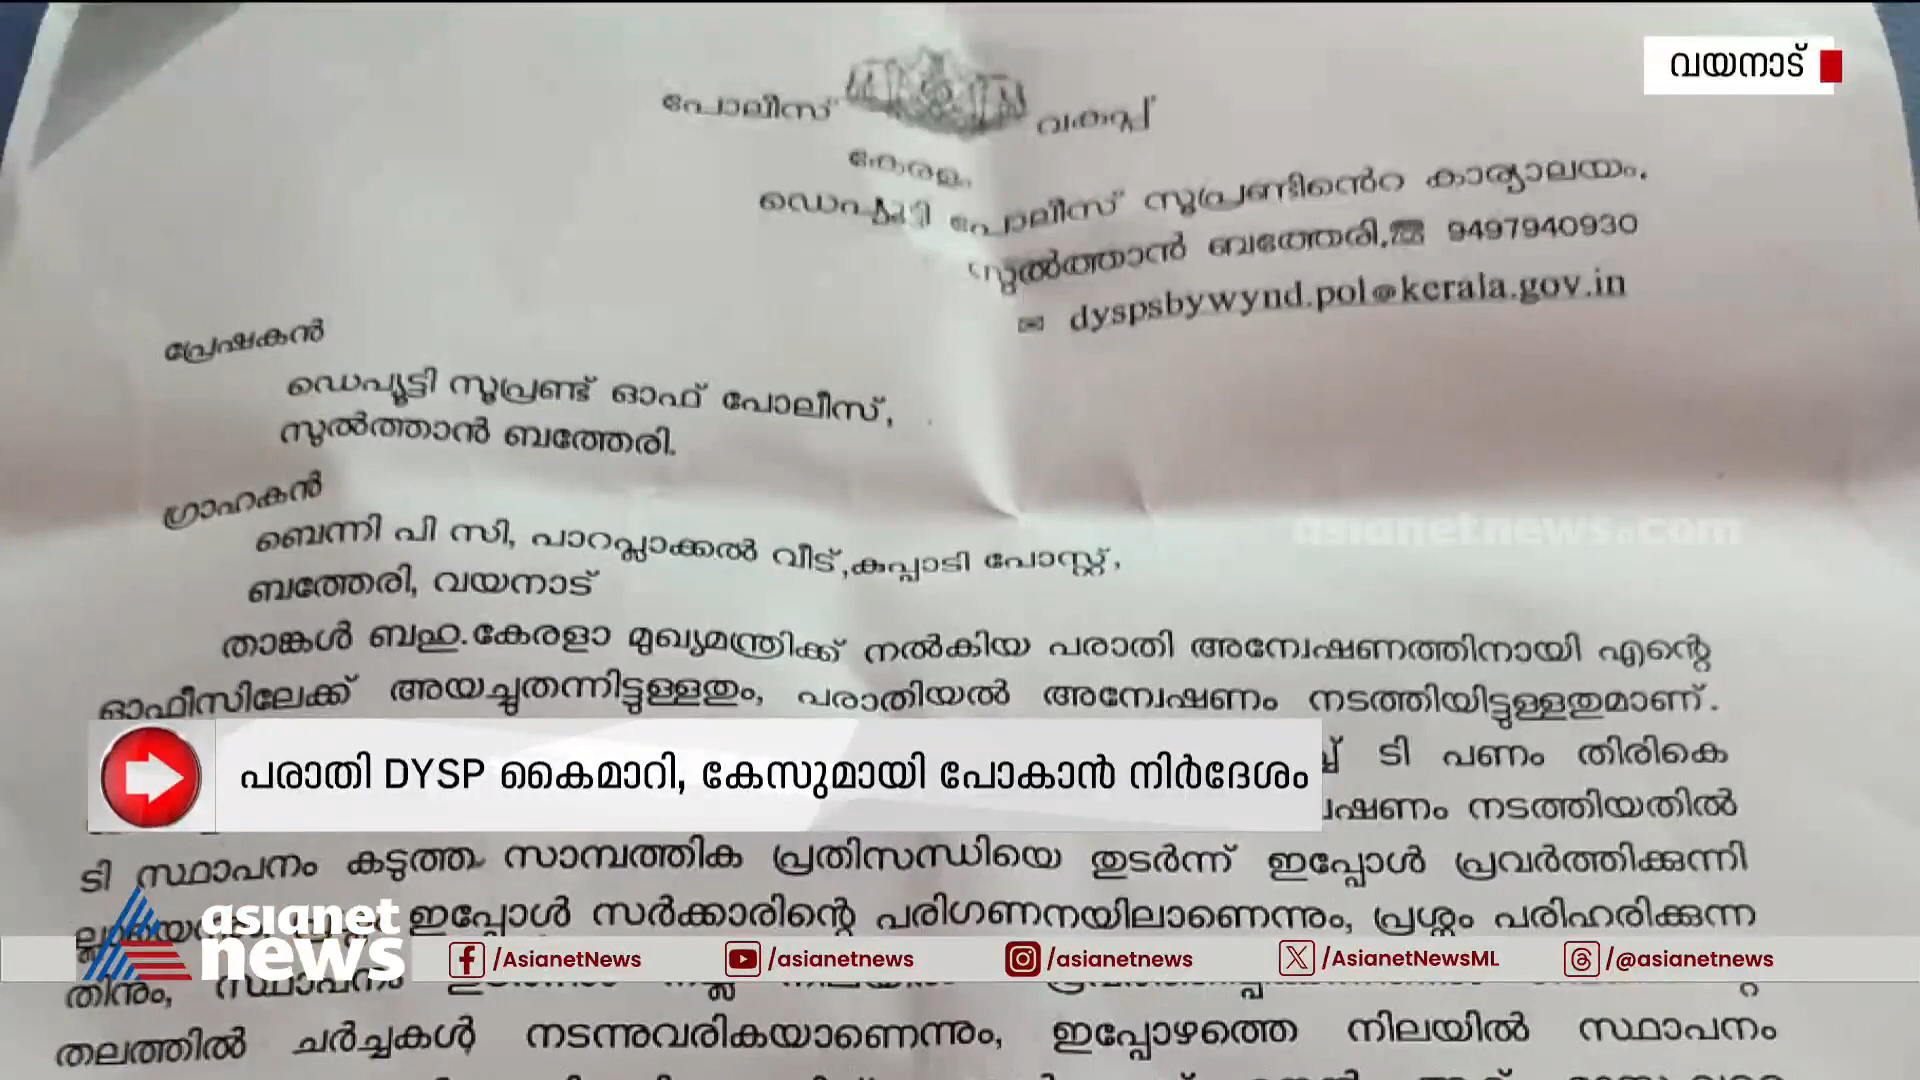 വയനാട്
പോലീസ് വകുപ്പ്
കേരളം
ഡെപ്യൂട്ടി പോലീസ് സൂപ്രണ്ടിൻെറ കാര്യാലയം,
സുൽത്താൻ ബത്തേരി,☎ 9497940930
✉ dyspsbywynd.pol@kerala.gov.in
പ്രേഷകൻ
ഡെപ്യൂട്ടി സൂപ്രണ്ട് ഓഫ് പോലീസ്,
സുൽത്താൻ ബത്തേരി.
ഗ്രാഹകൻ
asianetnews.com
ബെന്നി പി സി, പാറപ്ലാക്കൽ വീട്,കുപ്പാടി പോസ്റ്റ്,
ബത്തേരി, വയനാട്
താങ്കൾ ബഹു.കേരളാ മുഖ്യമന്ത്രിക്ക് നൽകിയ പരാതി അന്വേഷണത്തിനായി എന്റെ
ഓഫീസിലേക്ക് അയച്ചുതന്നിട്ടുള്ളതും, പരാതിയൽ അന്വേഷണം നടത്തിയിട്ടുള്ളതുമാണ്.
ടി പണം തിരികെ
പരാതി DYSP കൈമാറി, കേസുമായി പോകാൻ നിർദേശം
നടത്തിയതിൽ
ടി സ്ഥാപനം കടുത്ത സാമ്പത്തിക പ്രതിസന്ധിയെ തുടർന്ന് ഇപ്പോൾ പ്രവർത്തിക്കുന്നി
ഇപ്പോൾ സർക്കാരിന്റെ പരിഗണനയിലാണെന്നും, പ്രശ്നം പരിഹരിക്കുന്ന
asianet
news
/AsianetNews /asianetnews /asianetnews /AsianetNewsML /@asianetnews
തിനും, സ്ഥാപനം
തലത്തിൽ ചർച്ചകൾ നടന്നുവരികയാണെന്നും, ഇപ്പോഴത്തെ നിലയിൽ സ്ഥാപനം